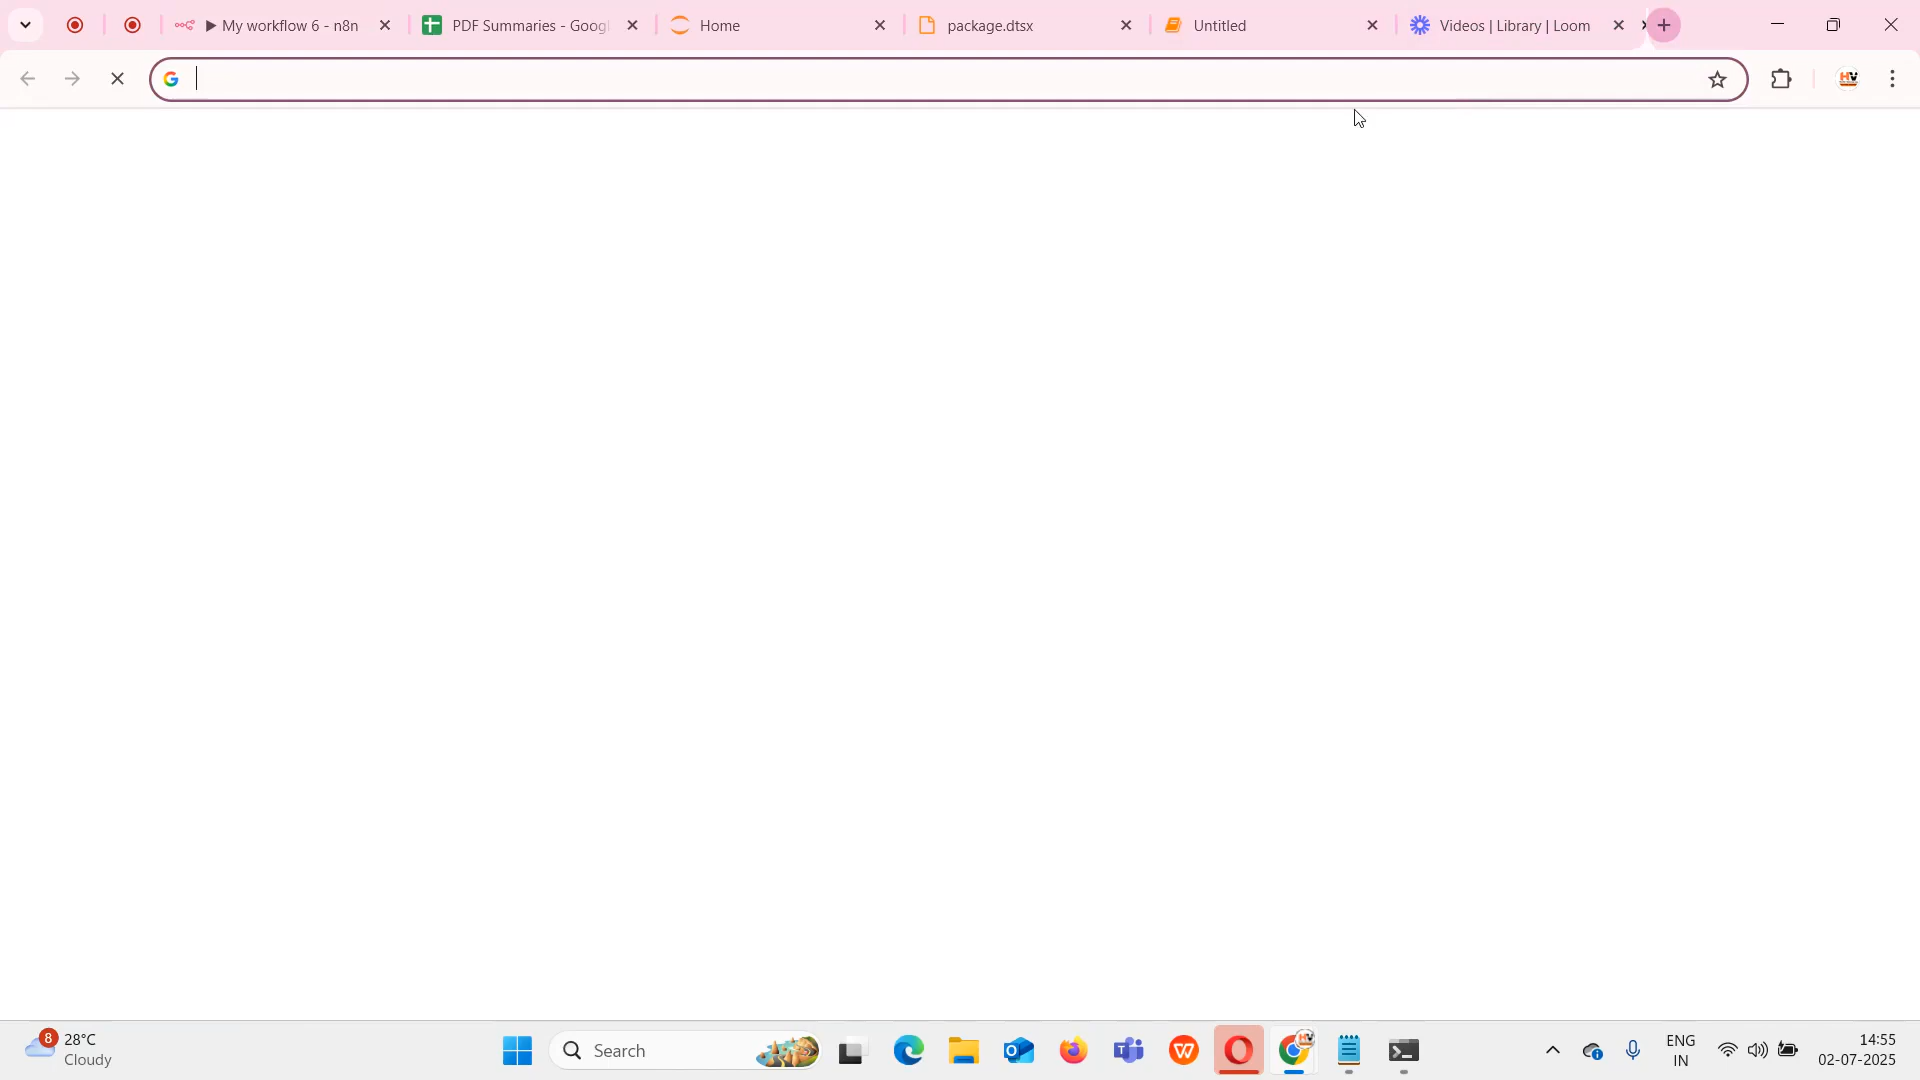 ▶ My workflow 6 - n8n
PDF Summaries - Googl
Home
package.dtsx
Untitled
Videos | Library | Loom
8
28°C
Cloudy
Search
ENG
IN
14:55
02-07-2025